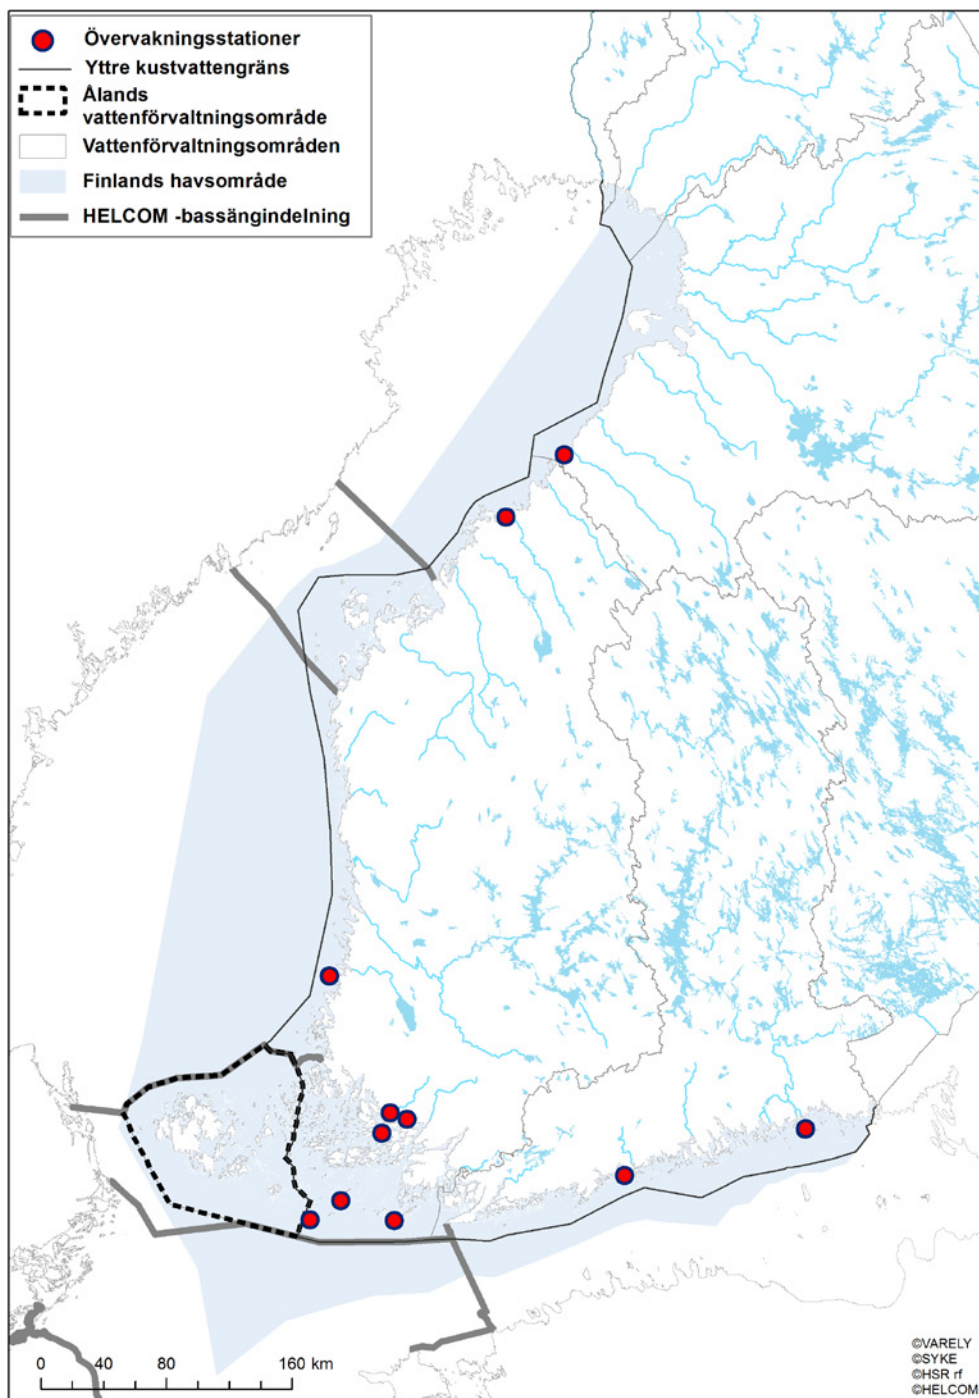 Övervakningsstationer
Yttre kustvattengräns
Ålands
vattenförvaltningsområde
Vattenförvaltningsområden
Finlands havsområde
HELCOM -bassängindelning
0 40 80 160 km
©VARELY
©SYKE
©HSR rf
©HELCOM